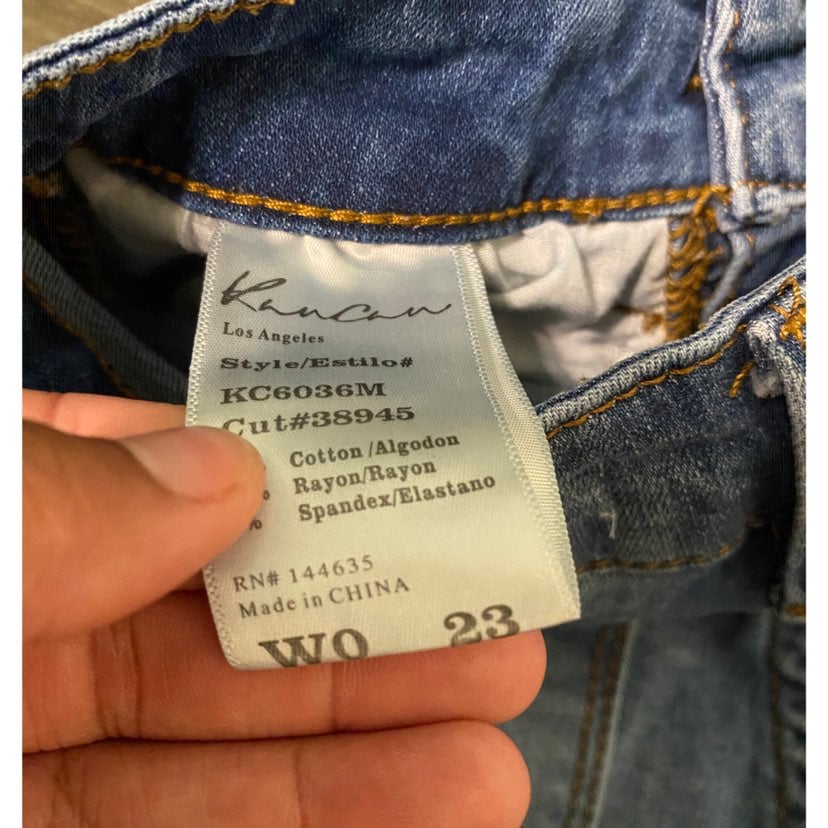 KanCan
Los Angeles
Style/Estilo#
KC6036M
Cut#38945
Cotton/Algodon
% Rayon/Rayon
% Spandex/Elastano
RN# 144635
Made in CHINA
WO 23